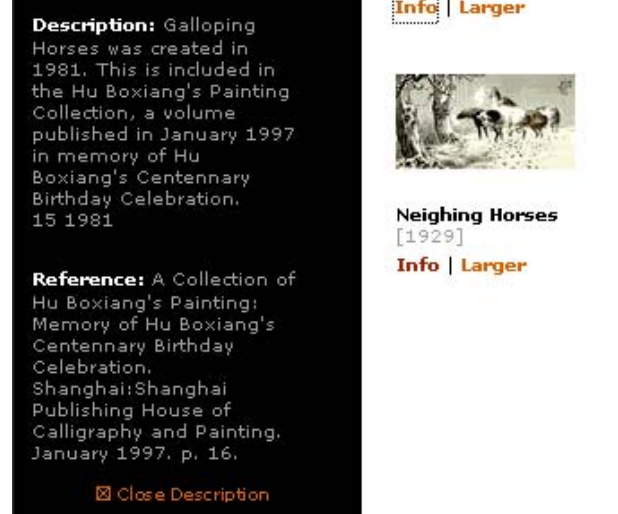 Description: Galloping
Horses was created in
1981. This is included in
the Hu Boxiang's Painting
Collection, a volume
published in January 1997
in memory of Hu
Boxiang's Centennary
Birthday Celebration.
15 1981
Reference: A Collection of
Hu Boxiang's Painting:
Memory of Hu Boxiang's
Centennary Birthday
Celebration.
Shanghai:Shanghai
Publishing House of
Calligraphy and Painting.
January 1997. p. 16.
Close Description
Info | Larger
Neighing Horses
[1929]
Info | Larger